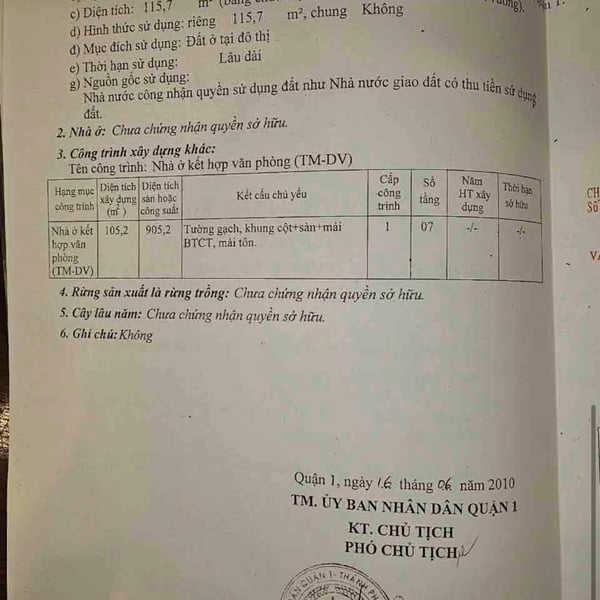 c) Diện tích: 115,7 m²
d) Hình thức sử dụng: riêng 115,7 m², chung Không
đ) Mục đích sử dụng: Đất ở tại đô thị
e) Thời hạn sử dụng: Lâu dài
g) Nguồn gốc sử dụng:
Nhà nước công nhận quyền sử dụng đất như Nhà nước giao đất có thu tiền sử dụng
đất.
2. Nhà ở: Chưa chứng nhận quyền sở hữu.
3. Công trình xây dựng khác:
Tên công trình: Nhà ở kết hợp văn phòng (TM-DV)
Hạng mục công trình Diện tích xây dựng (m²) Diện tích sàn hoặc công suất Kết cấu chủ yếu Cấp công trình Số tầng Năm HT xây dựng Thời hạn sở hữu
Nhà ở kết hợp văn phòng (TM-DV) 105,2 905,2 Tường gạch, khung cột+sàn+mái BTCT, mái tôn. 1 07 -/- -/-
4. Rừng sản xuất là rừng trồng: Chưa chứng nhận quyền sở hữu.
5. Cây lâu năm: Chưa chứng nhận quyền sở hữu.
6. Ghi chú: Không
Quận 1, ngày 16 tháng 06 năm 2010
TM. ỦY BAN NHÂN DÂN QUẬN 1
KT. CHỦ TỊCH
PHÓ CHỦ TỊCH
QUẬN 1 - THÀNH
CH
Số